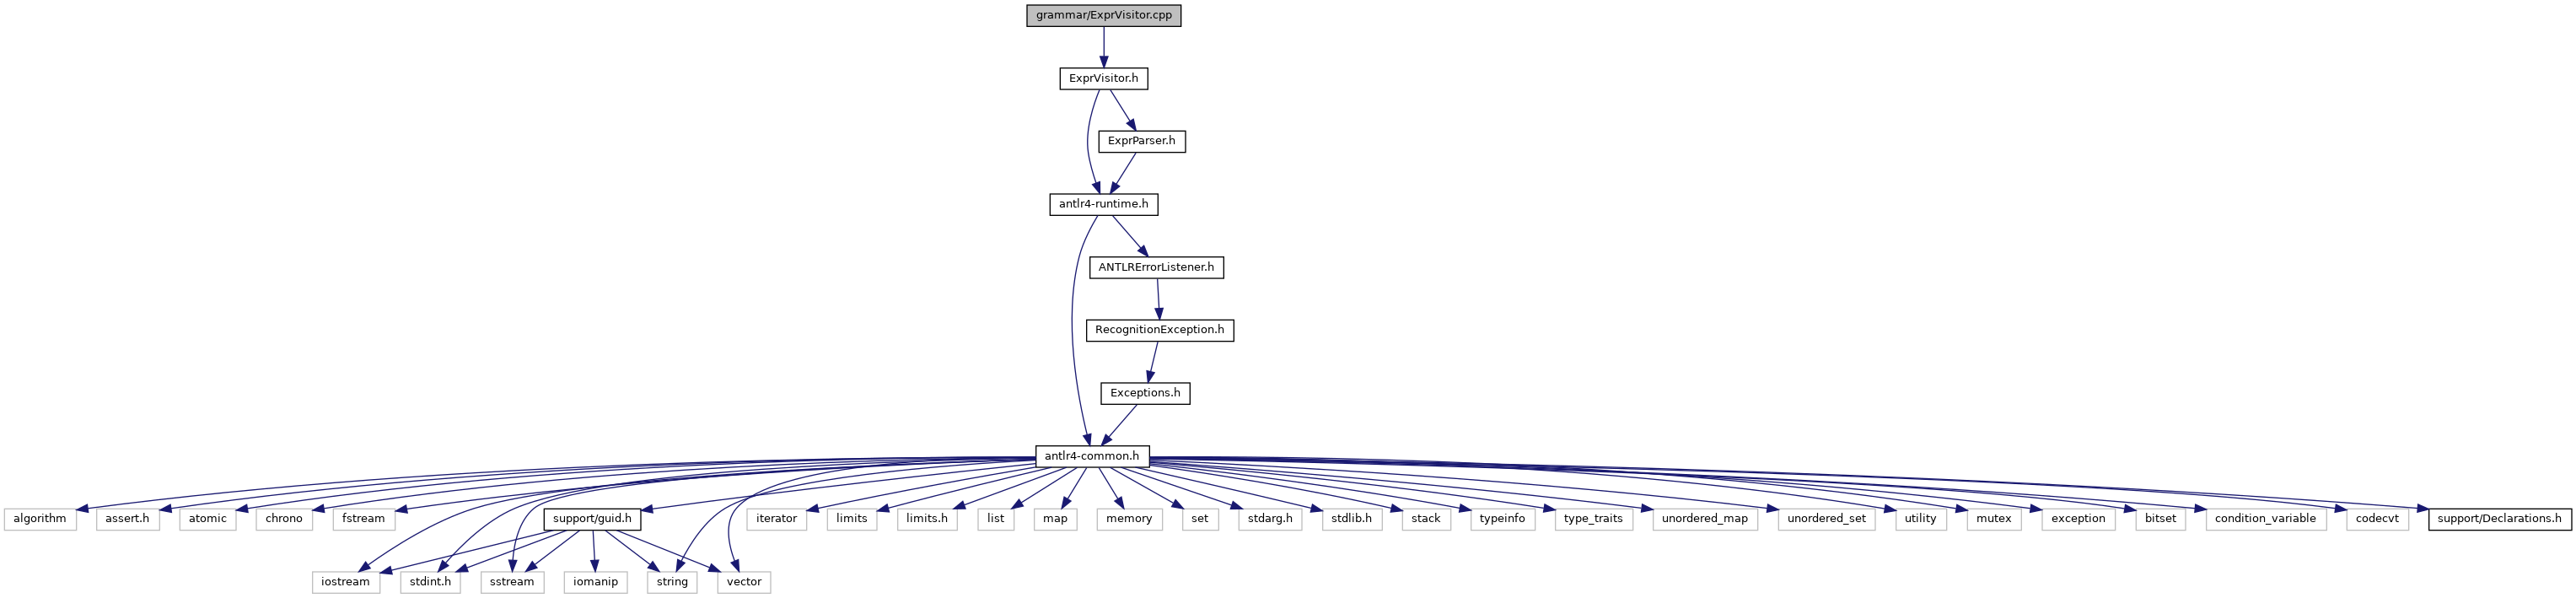 grammar/ExprVisitor.cpp
ExprVisitor.h
ExprParser.h
antlr4-runtime.h
ANTLRErrorListener.h
RecognitionException.h
Exceptions.h
antlr4-common.h
algorithm
assert.h
atomic
chrono
fstream
support/guid.h
iterator
limits
limits.h
list
map
memory
set
stdarg.h
stdlib.h
stack
typeinfo
type_traits
unordered_map
unordered_set
utility
mutex
exception
bitset
condition_variable
codecvt
support/Declarations.h
iostream
stdint.h
sstream
iomanip
string
vector